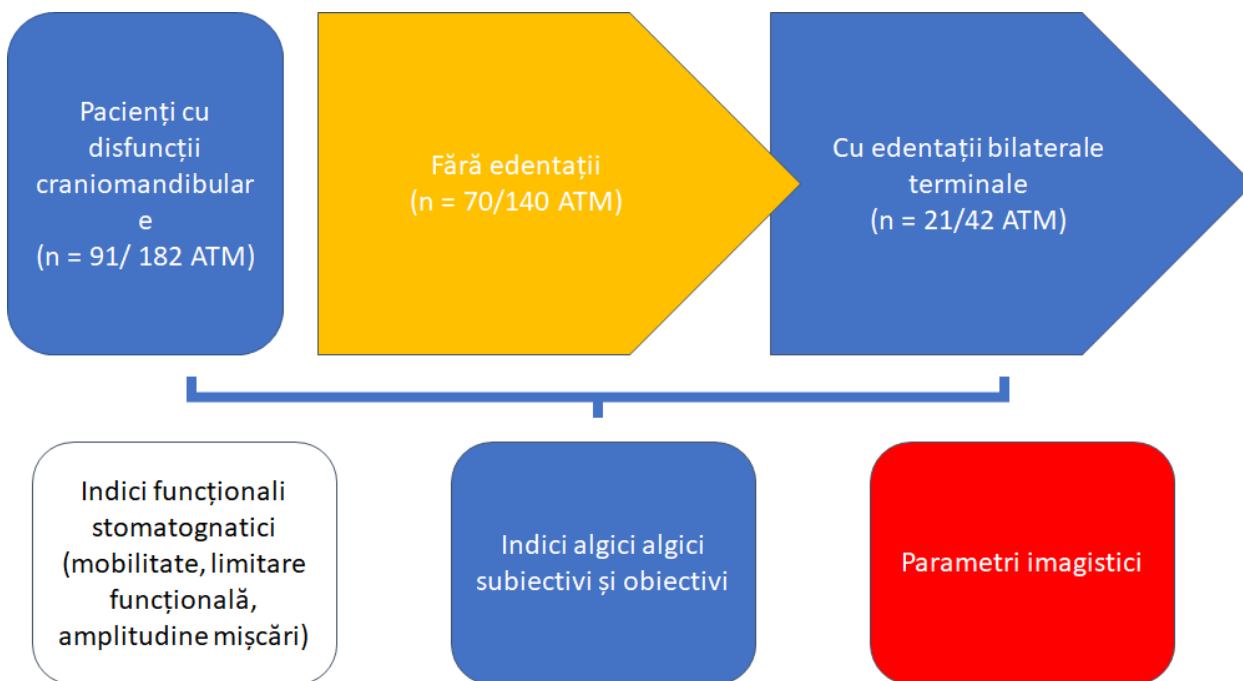 Pacienți cu
disfuncții
craniomandibular
e
(n = 91/ 182 ATM)
Fără edentații
(n = 70/140 ATM)
Cu edentații bilaterale
terminale
(n = 21/42 ATM)
Indici funcționali
stomatognatici
(mobilitate, limitare
funcțională,
amplitudine mișcări)
Indici algici algici
subiectivi și obiectivi
Parametri imagistici